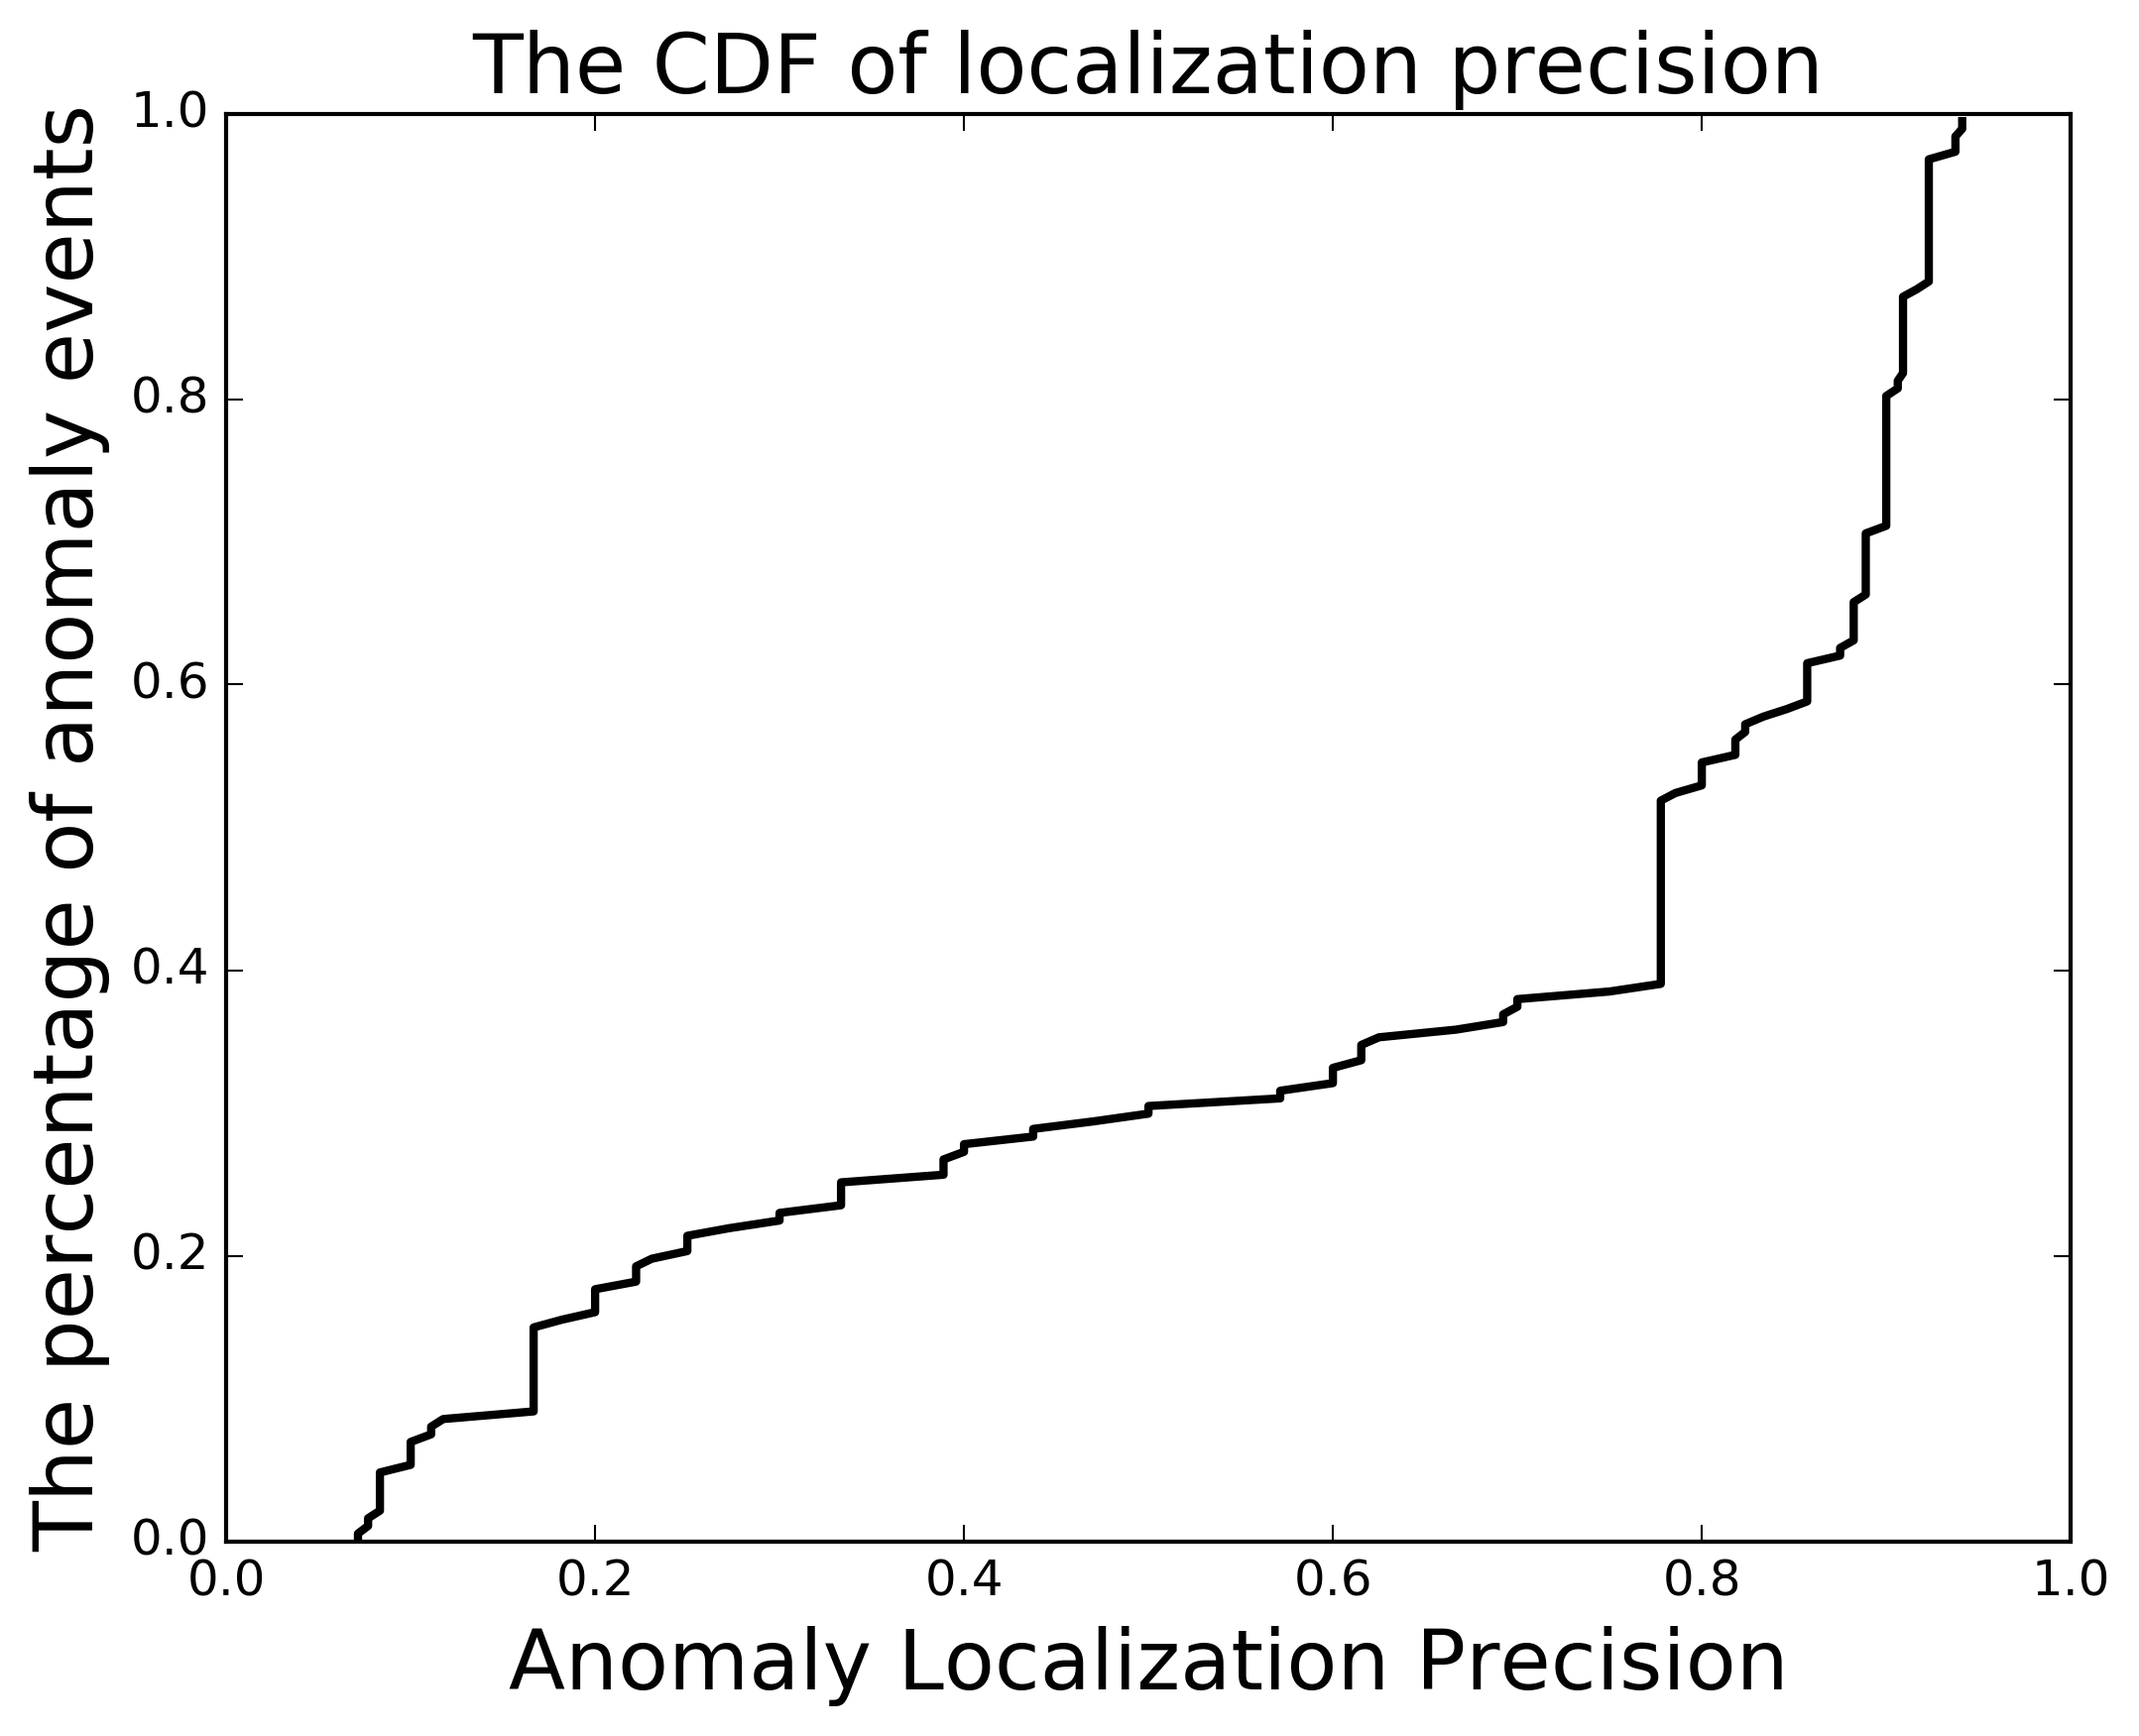 The CDF of localization precision
The percentage of anomaly events
1.0
0.8
0.6
0.4
0.2
0.0
0.0 0.2 0.4 0.6 0.8 1.0
Anomaly Localization Precision